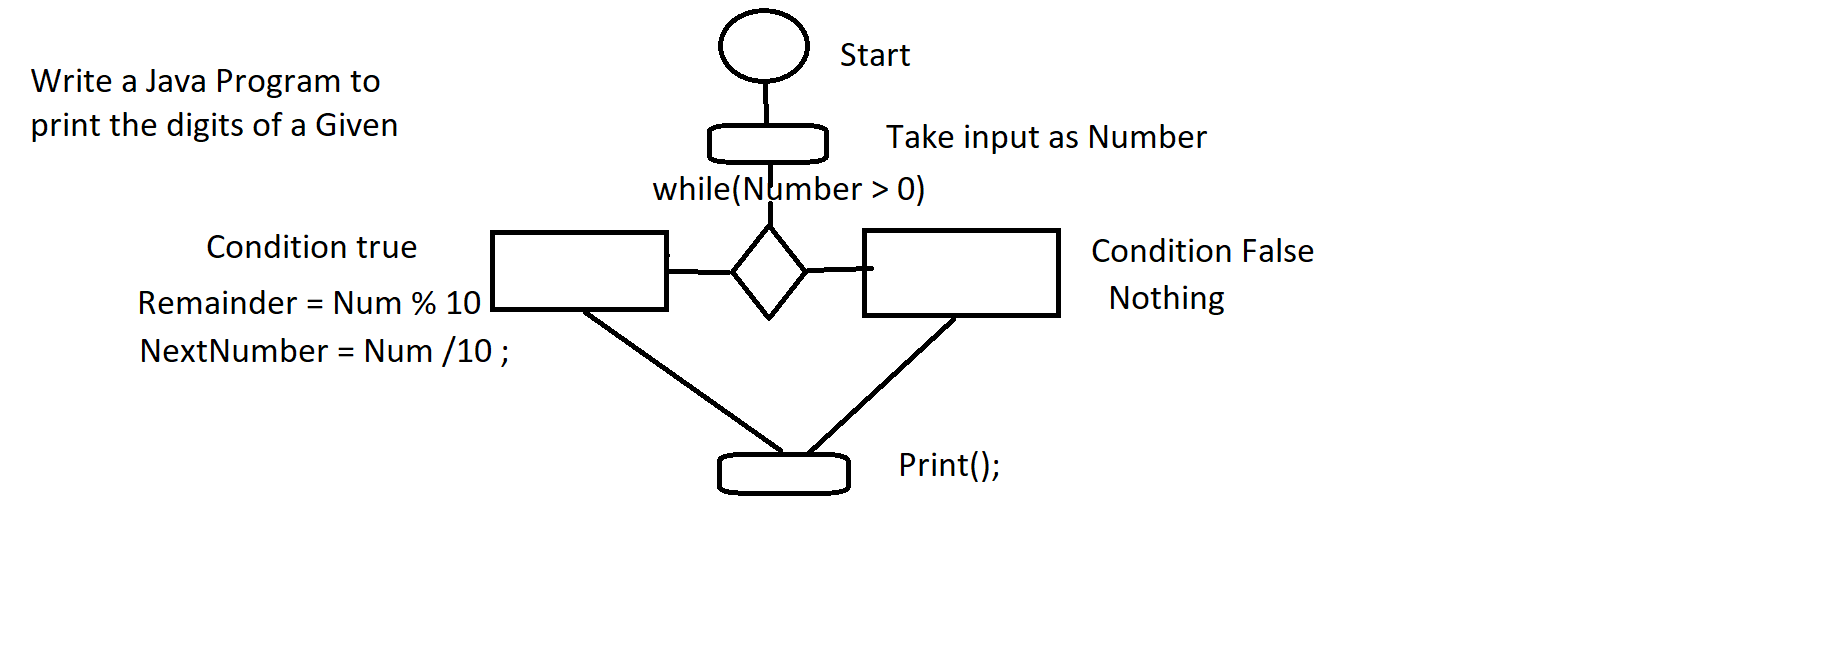 Write a Java Program to
print the digits of a Given
Start
Take input as Number
while(Number > 0)
Condition true
Remainder = Num % 10
NextNumber = Num /10 ;
Condition False
Nothing
Print();